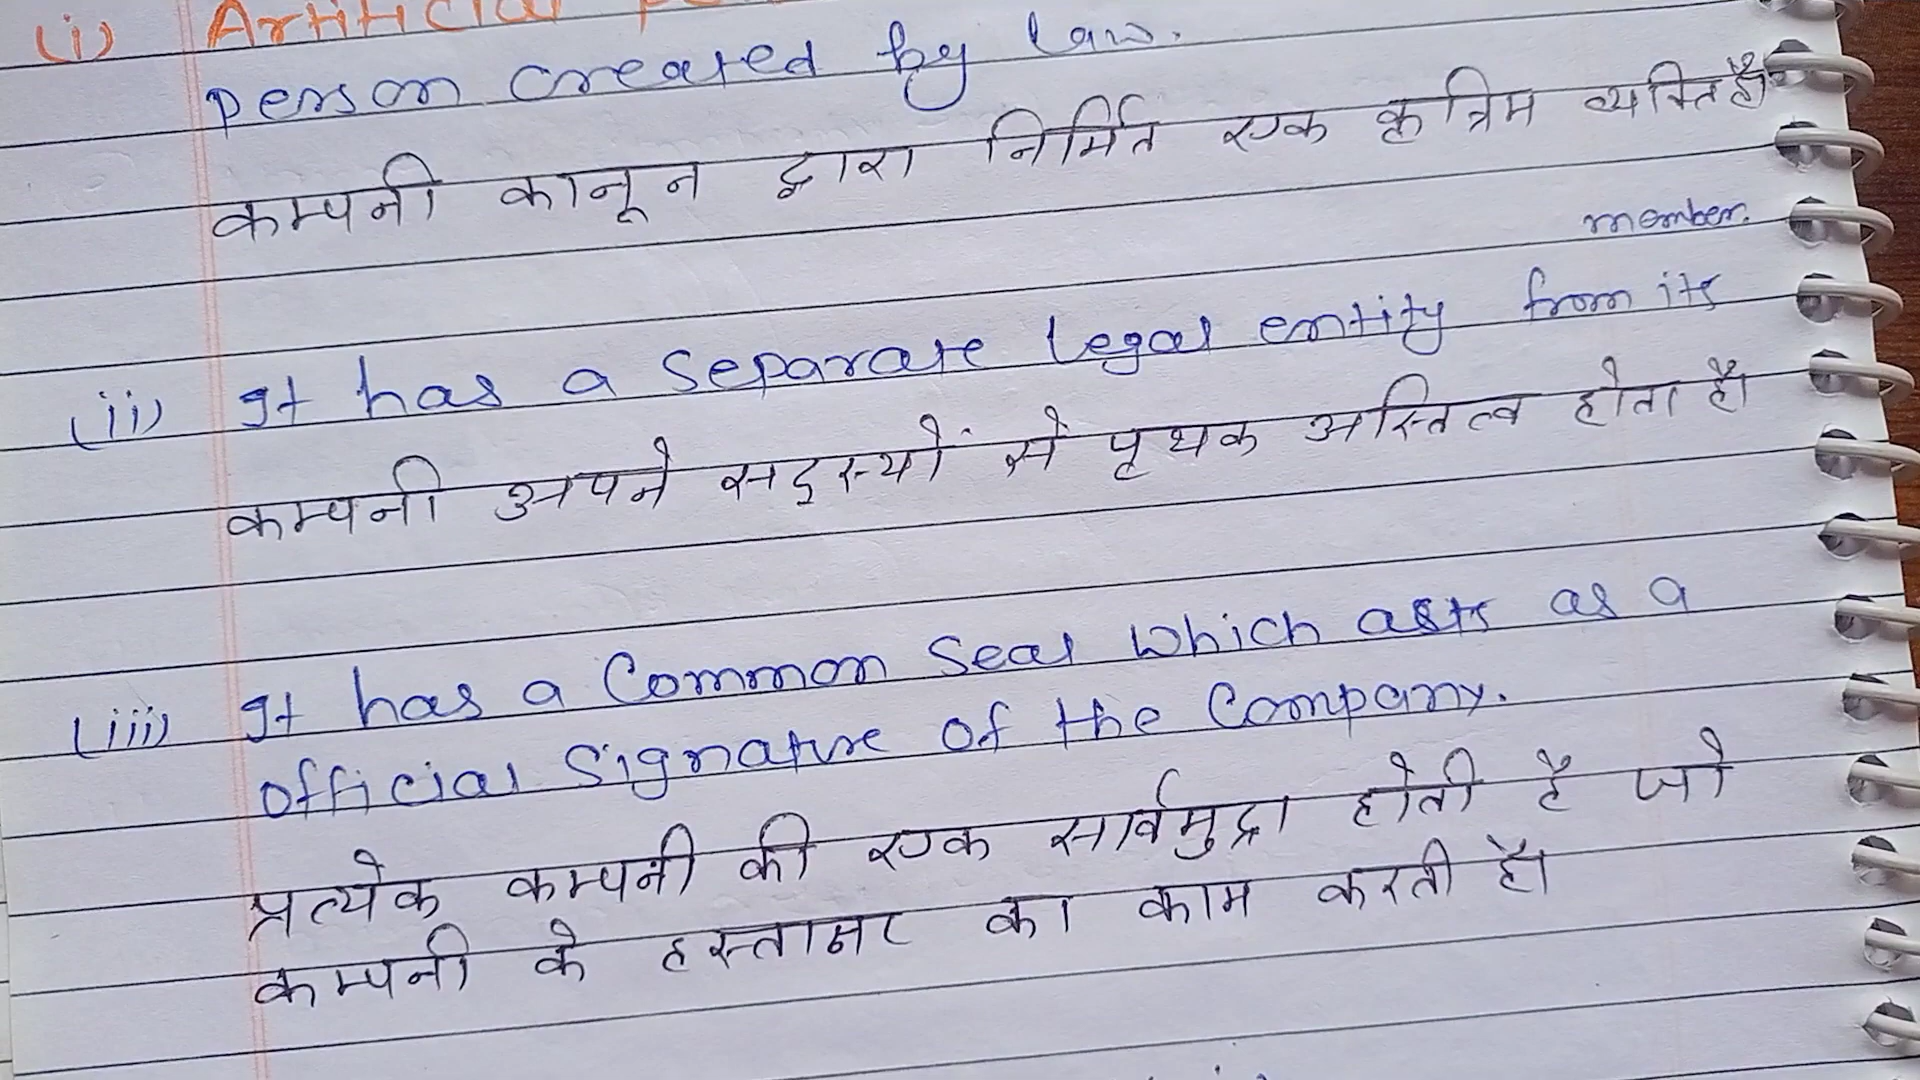 (i) Artificial
person created by law.
कम्पनी कानून द्वारा निर्मित एक कृत्रिम व्यक्ति है।
member.
(ii) It has a separate legal entity from its
कम्पनी अपने सदस्यों से पृथक अस्तित्व होता है।
(iii) It has a Common Seal which acts as a
official Signature of the Company.
प्रत्येक कम्पनी की एक सार्वमुद्रा होती है जो
कम्पनी के हस्ताक्षर का काम करती है।